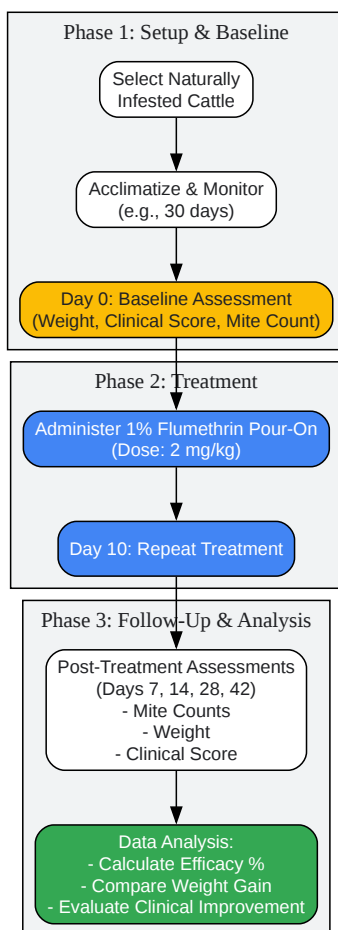 Phase 1: Setup & Baseline
Select Naturally
Infested Cattle
Acclimatize & Monitor
(e.g., 30 days)
Day 0: Baseline Assessment
(Weight, Clinical Score, Mite Count)
Phase 2: Treatment
Administer 1% Flumethrin Pour-On
(Dose: 2 mg/kg)
Day 10: Repeat Treatment
Phase 3: Follow-Up & Analysis
Post-Treatment Assessments
(Days 7, 14, 28, 42)
- Mite Counts
- Weight
- Clinical Score
Data Analysis:
- Calculate Efficacy %
- Compare Weight Gain
- Evaluate Clinical Improvement